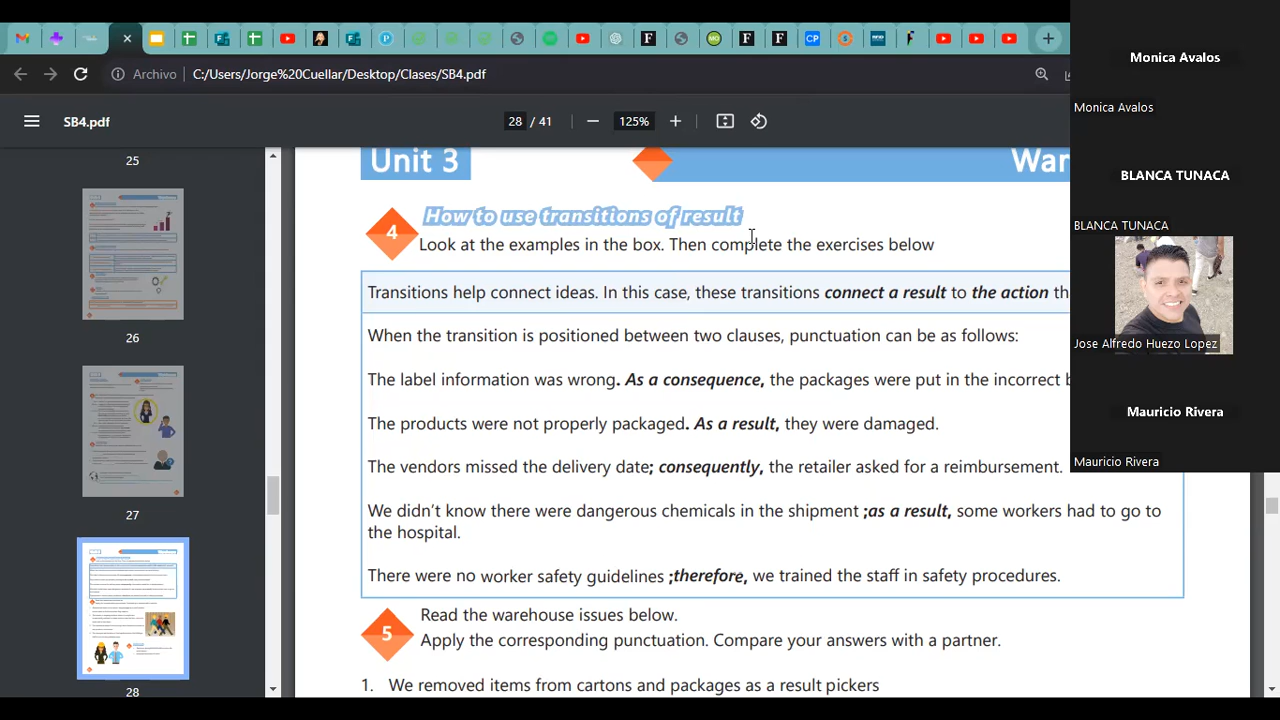 Archivo C:/Users/Jorge%20Cuellar/Desktop/Clases/SB4.pdf
SB4.pdf 28 / 41 125%
25
26
27
28
Unit 3
4 How to use transitions of result
Look at the examples in the box. Then complete the exercises below
Transitions help connect ideas. In this case, these transitions connect a result to the action
When the transition is positioned between two clauses, punctuation can be as follows:
The label information was wrong. As a consequence, the packages were put in the incorrect
The products were not properly packaged. As a result, they were damaged.
The vendors missed the delivery date; consequently, the retailer asked for a reimbursement.
We didn't know there were dangerous chemicals in the shipment ;as a result, some workers had to go to
the hospital.
There were no worker safety guidelines ;therefore, we trained the staff in safety procedures.
5 Read the warehouse issues below.
Apply the corresponding punctuation. Compare your answers with a partner.
1. We removed items from cartons and packages as a result pickers
Monica Avalos
Monica Avalos
BLANCA TUNACA
BLANCA TUNACA
Jose Alfredo Huezo Lopez
Mauricio Rivera
Mauricio Rivera